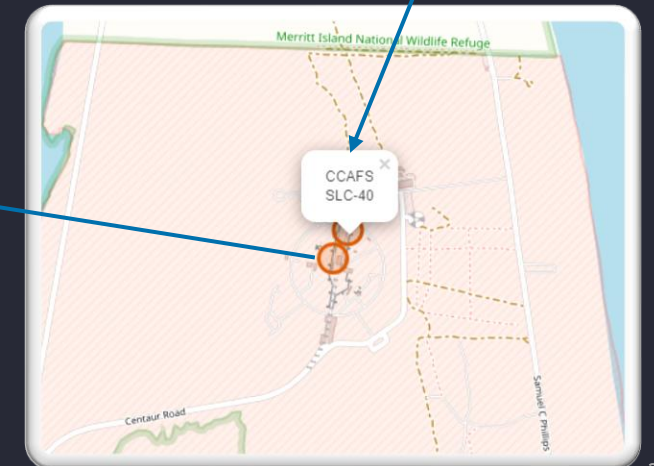 Merritt Island National Wildlife Refuge
×
CCAFS
SLC-40
Centaur Road
Samuel C Phillips